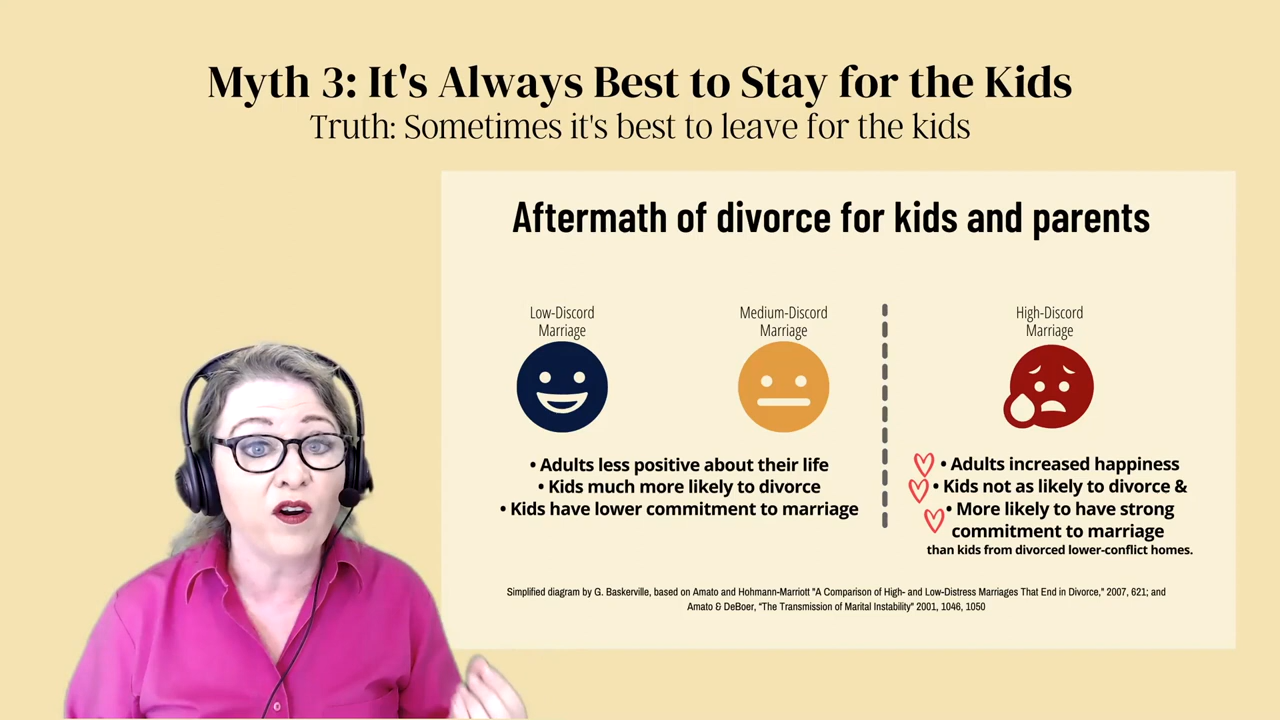 Myth 3: It's Always Best to Stay for the Kids
Truth: Sometimes it's best to leave for the kids
Aftermath of divorce for kids and parents
Low-Discord
Marriage
Medium-Discord
Marriage
High-Discord
Marriage
• Adults less positive about their life
• Kids much more likely to divorce
• Kids have lower commitment to marriage
• Adults increased happiness
• Kids not as likely to divorce &
• More likely to have strong
commitment to marriage
than kids from divorced lower-conflict homes.
Simplified diagram by G. Baskerville, based on Amato and Hohmann-Marriott "A Comparison of High- and Low-Distress Marriages That End in Divorce," 2007, 621; and
Amato & DeBoer, "The Transmission of Marital Instability" 2001, 1046, 1050